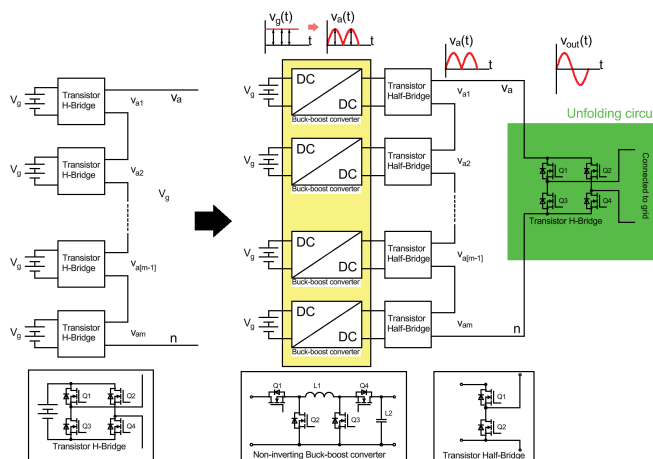 vg(t)
va(t)
t
t
va(t)
t
va
vout(t)
t
Vg
Transistor
H-Bridge
va1
va
Vg
Transistor
H-Bridge
va2
Vg
Vg
Transistor
H-Bridge
va[m-1]
Vg
Transistor
H-Bridge
vam
n
Vg
DC
DC
Buck-boost converter
Transistor
Half-Bridge
va1
Vg
DC
DC
Buck-boost converter
Transistor
Half-Bridge
va2
Vg
DC
DC
Buck-boost converter
Transistor
Half-Bridge
va[m-1]
Vg
DC
DC
Buck-boost converter
Transistor
Half-Bridge
vam
n
Unfolding circu
Q1
Q2
Q3
Q4
Transistor H-Bridge
Connected to grid
Q1
Q2
Q3
Q4
Transistor H-Bridge
Q1
L1
Q4
Q2
Q3
L2
Non-inverting Buck-boost converter
Q1
Q2
Transistor Half-Bridge